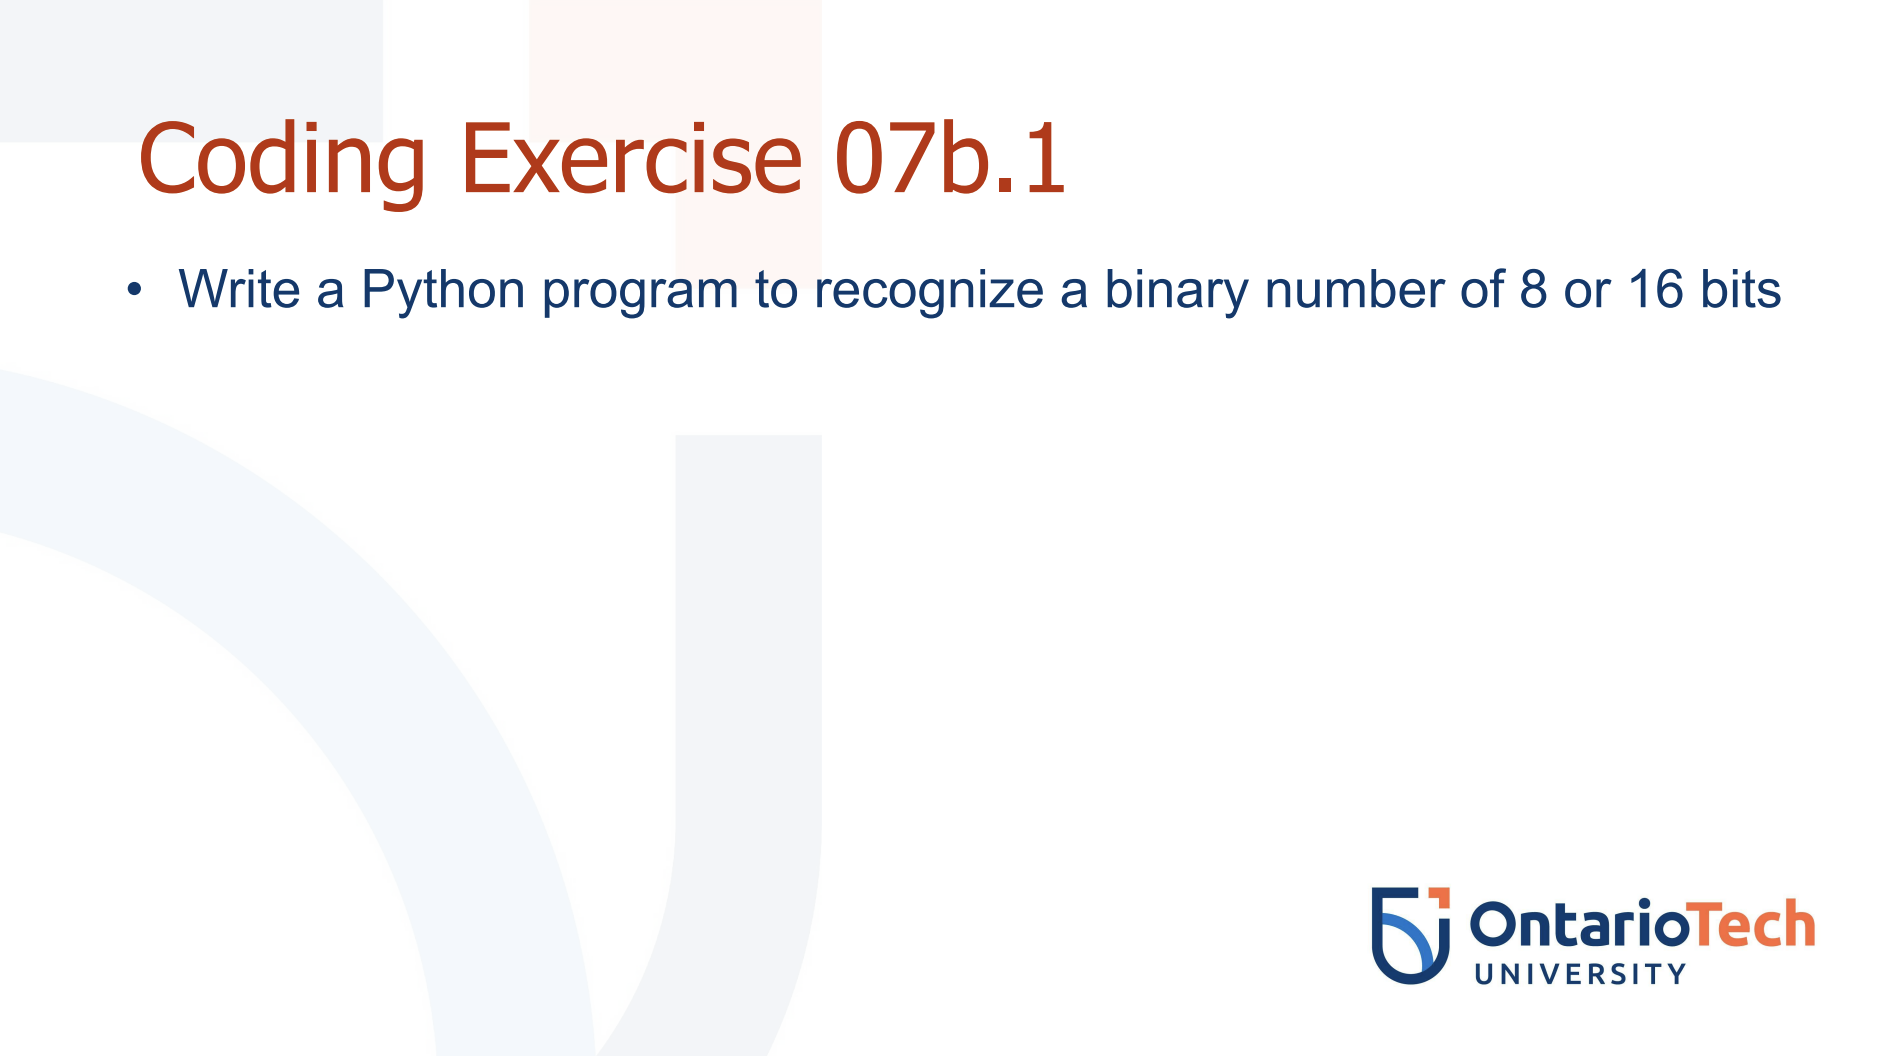 Coding Exercise 07b.1
• Write a Python program to recognize a binary number of 8 or 16 bits
OntarioTech
UNIVERSITY